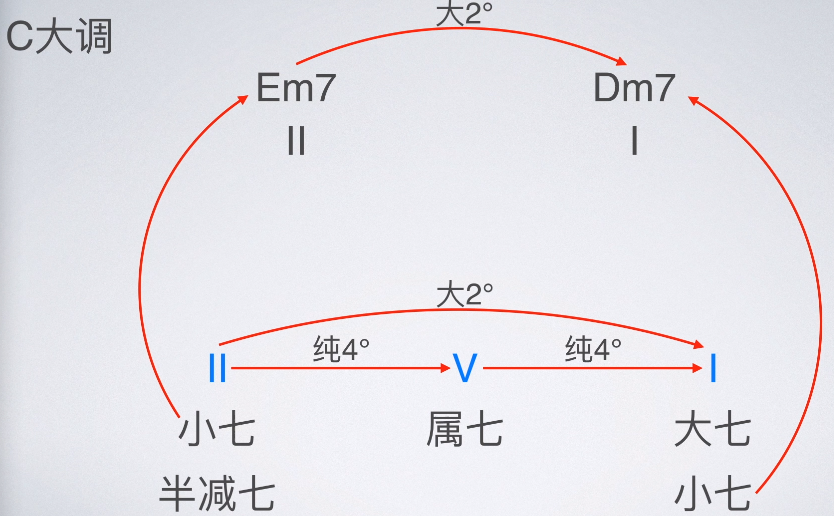 C大调
大2°
Em7 Dm7
II I
大2°
纯4° 纯4°
II V I
小七 属七 大七
半减七 小七